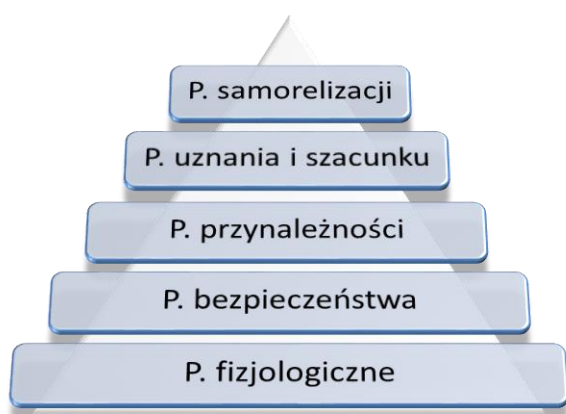 P. samorelizacji
P. uznania i szacunku
P. przynależności
P. bezpieczeństwa
P. fizjologiczne